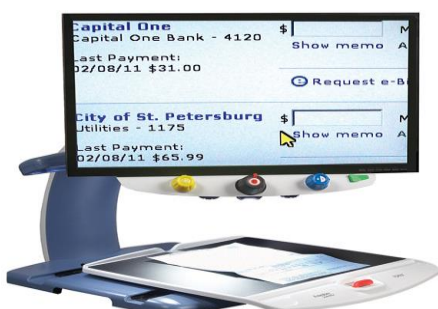 Capital One
Capital One Bank - 4120
Last Payment:
02/08/11 $31.00
$ M
Show memo A
Request e-Bi
City of St. Petersburg
Utilities - 1175
Last Payment:
02/08/11 $65.99
$ M
Show memo A